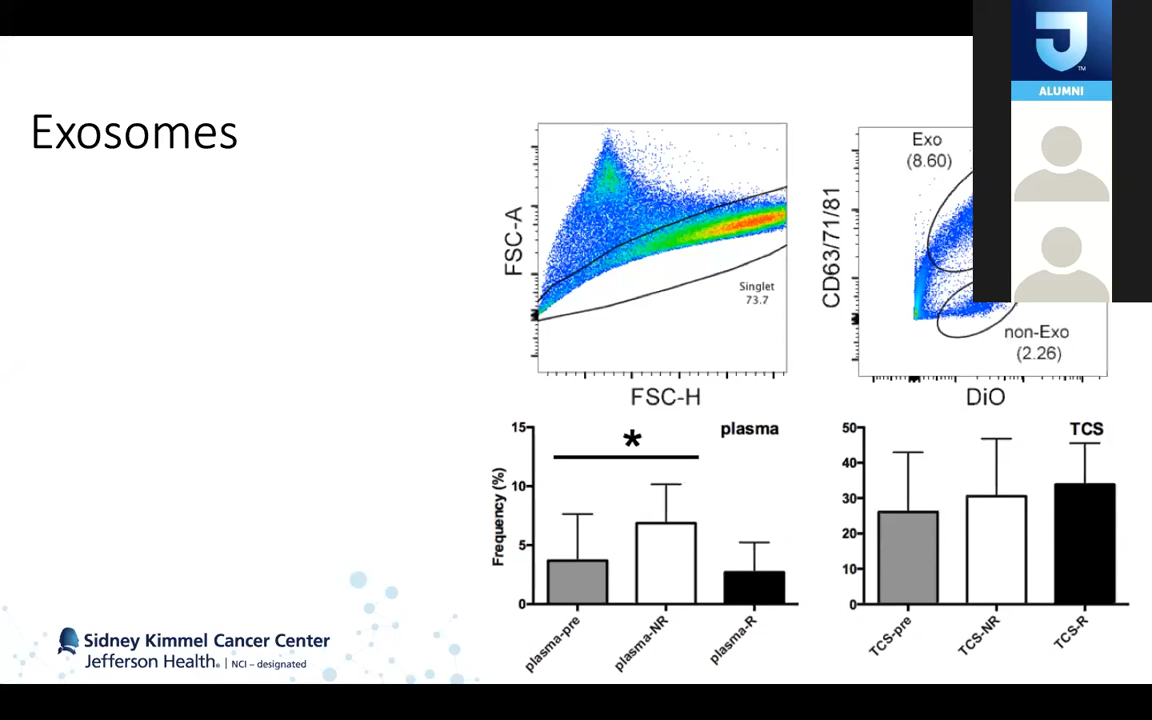 ALUMNI
TM
Exosomes
FSC-A
Singlet
73.7
FSC-H
CD63/71/81
Exo
(8.60)
non-Exo
(2.26)
DiO
*
plasma
Frequency (%)
15
10
5
0
plasma-pre
plasma-NR
plasma-R
TCS
50
40
30
20
10
0
TCS-pre
TCS-NR
TCS-R
Sidney Kimmel Cancer Center
Jefferson Health® | NCI – designated